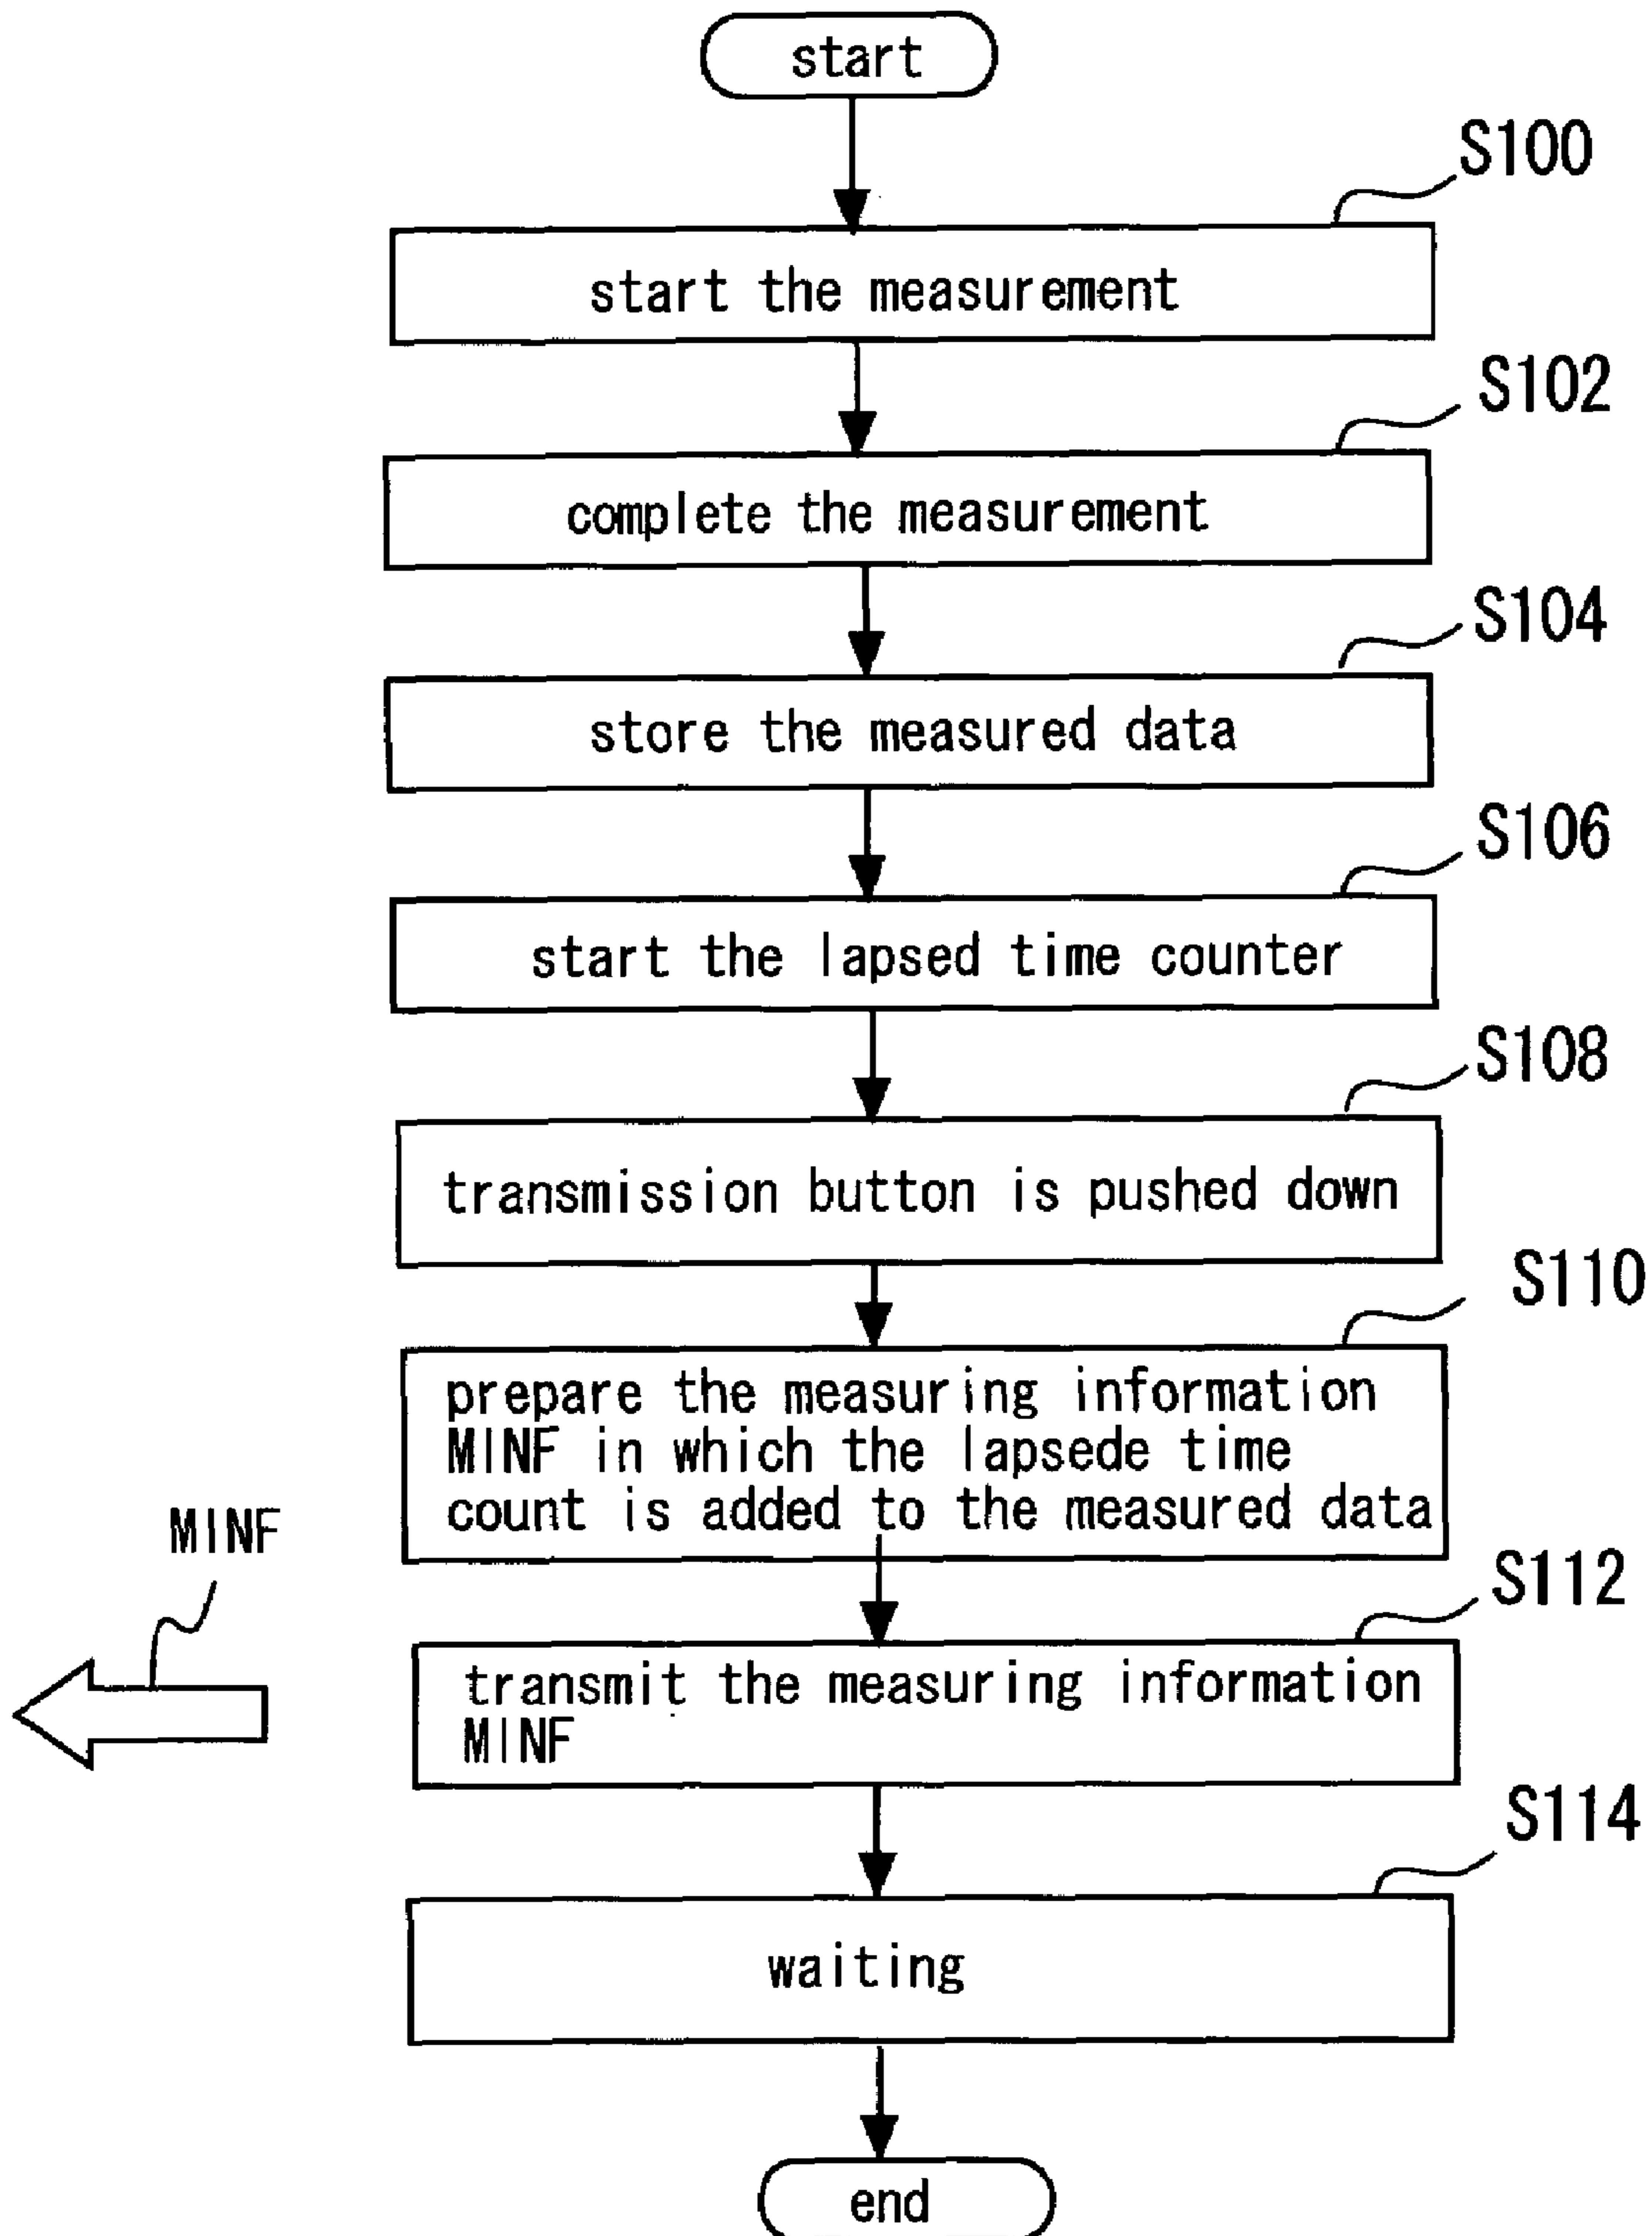 start
S100
start the measurement
S102
complete the measurement
S104
store the measured data
S106
start the lapsed time counter
S108
transmission button is pushed down
S110
prepare the measuring information
MINF in which the lapsede time
count is added to the measured data
MINF
S112
transmit the measuring information
MINF
S114
waiting
end